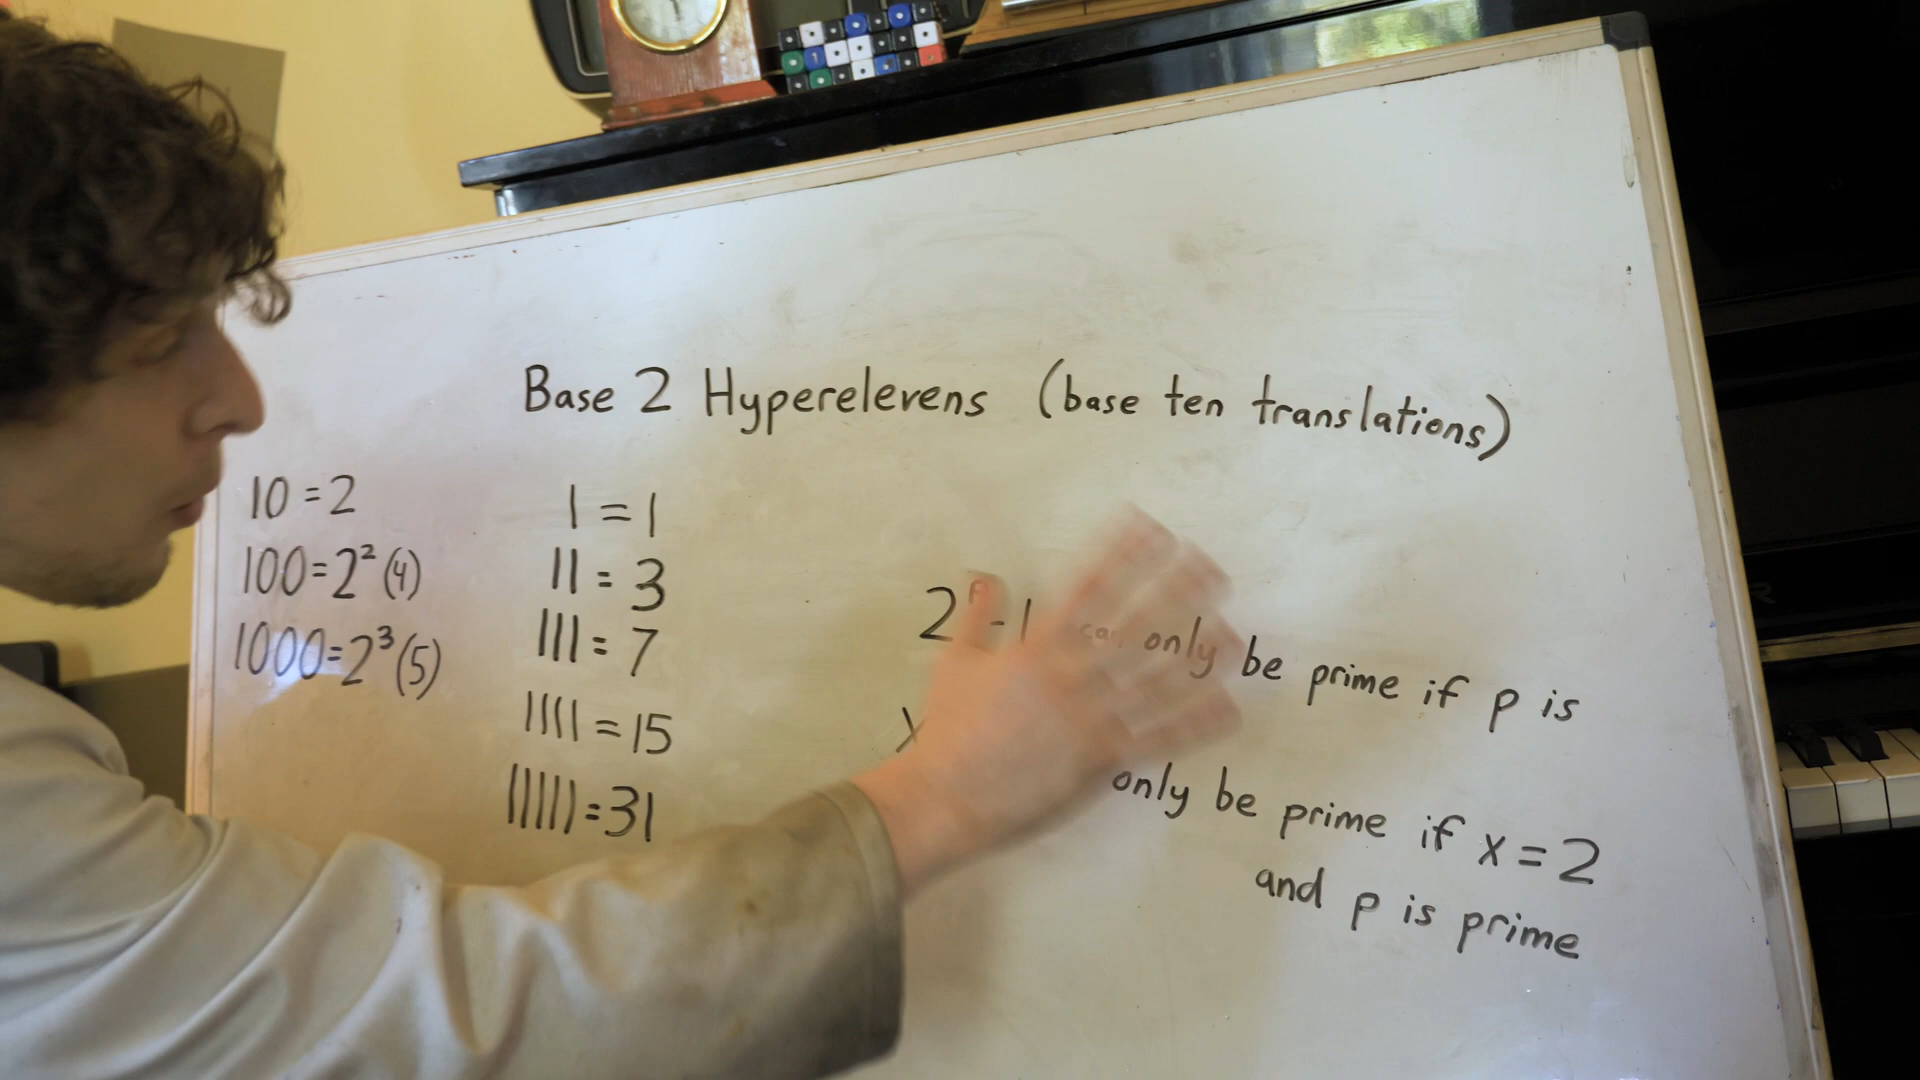 Base 2 Hyperelevens (base ten translations)
10 = 2
100 = 2² (4)
1000 = 2³ (5)
1 = 1
11 = 3
111 = 7
1111 = 15
11111 = 31
2ᵖ - 1 can only be prime if p is
x
only be prime if x = 2
and p is prime